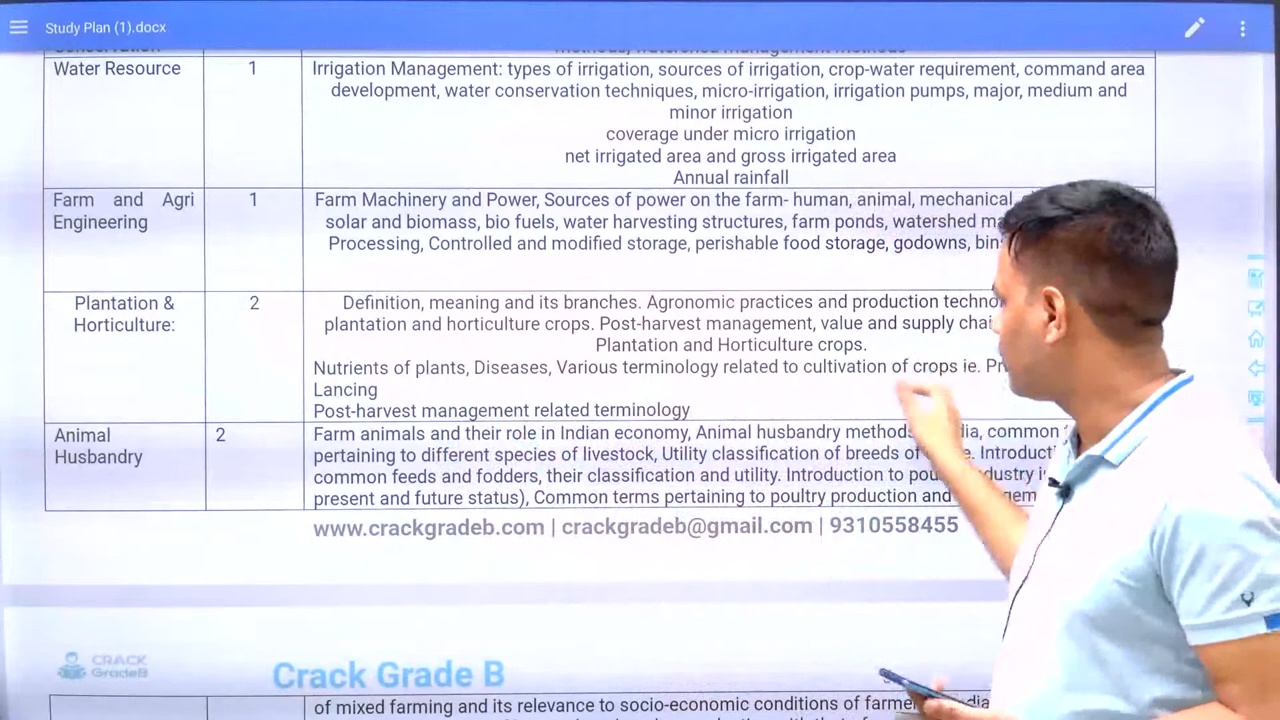 Study Plan (1).docx
Water Resource
1
Irrigation Management: types of irrigation, sources of irrigation, crop-water requirement, command area
development, water conservation techniques, micro-irrigation, irrigation pumps, major, medium and
minor irrigation
coverage under micro irrigation
net irrigated area and gross irrigated area
Annual rainfall
Farm and Agri
Engineering
1
Farm Machinery and Power, Sources of power on the farm- human, animal, mechanical,
solar and biomass, bio fuels, water harvesting structures, farm ponds, watershed
Processing, Controlled and modified storage, perishable food storage, godowns,
Plantation &
Horticulture:
2
Definition, meaning and its branches. Agronomic practices and production
plantation and horticulture crops. Post-harvest management, value and supply
Plantation and Horticulture crops.
Nutrients of plants, Diseases, Various terminology related to cultivation of crops ie.
Lancing
Post-harvest management related terminology
Animal
Husbandry
2
Farm animals and their role in Indian economy, Animal husbandry common
pertaining to different species of livestock, Utility classification of breeds of
common feeds and fodders, their classification and utility. Introduction to
present and future status), Common terms pertaining to poultry production and
www.crackgradeb.com | crackgradeb@gmail.com | 9310558455
CRACK
GradeB
Crack Grade B
of mixed farming and its relevance to socio-economic conditions of